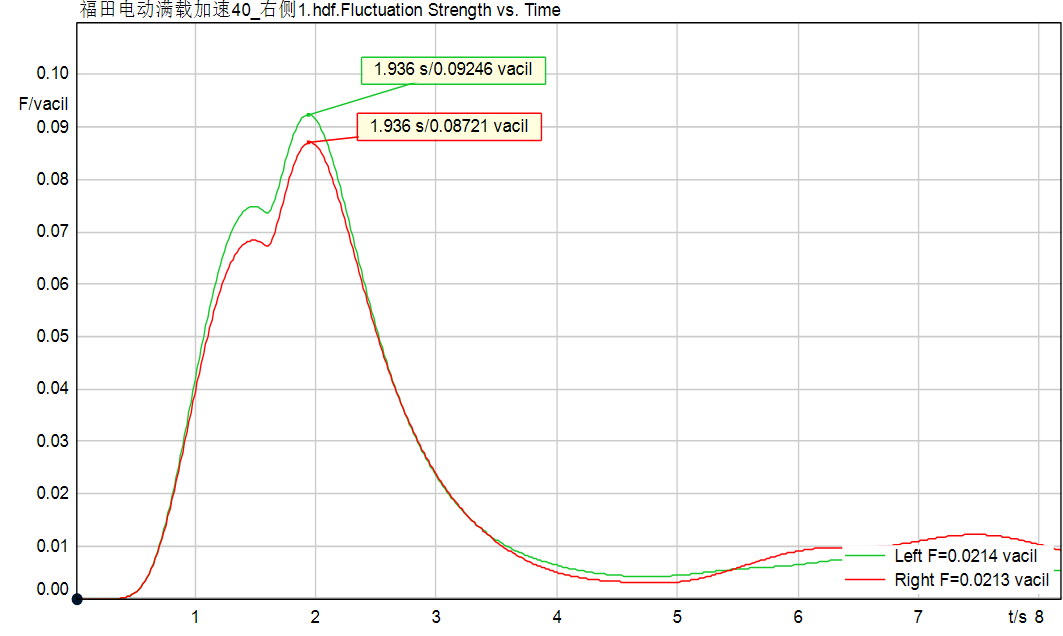 福田电动满载加速40_右侧1.hdf.Fluctuation Strength vs. Time
1.936 s/0.09246 vacil
0.10
F/vacil
1.936 s/0.08721 vacil
0.09
0.08
0.07
0.06
0.05
0.04
0.03
0.02
0.01
Left F=0.0214 vacil
Right F=0.0213 vacil
0.00
1 2 3 4 5 6 7 t/s 8